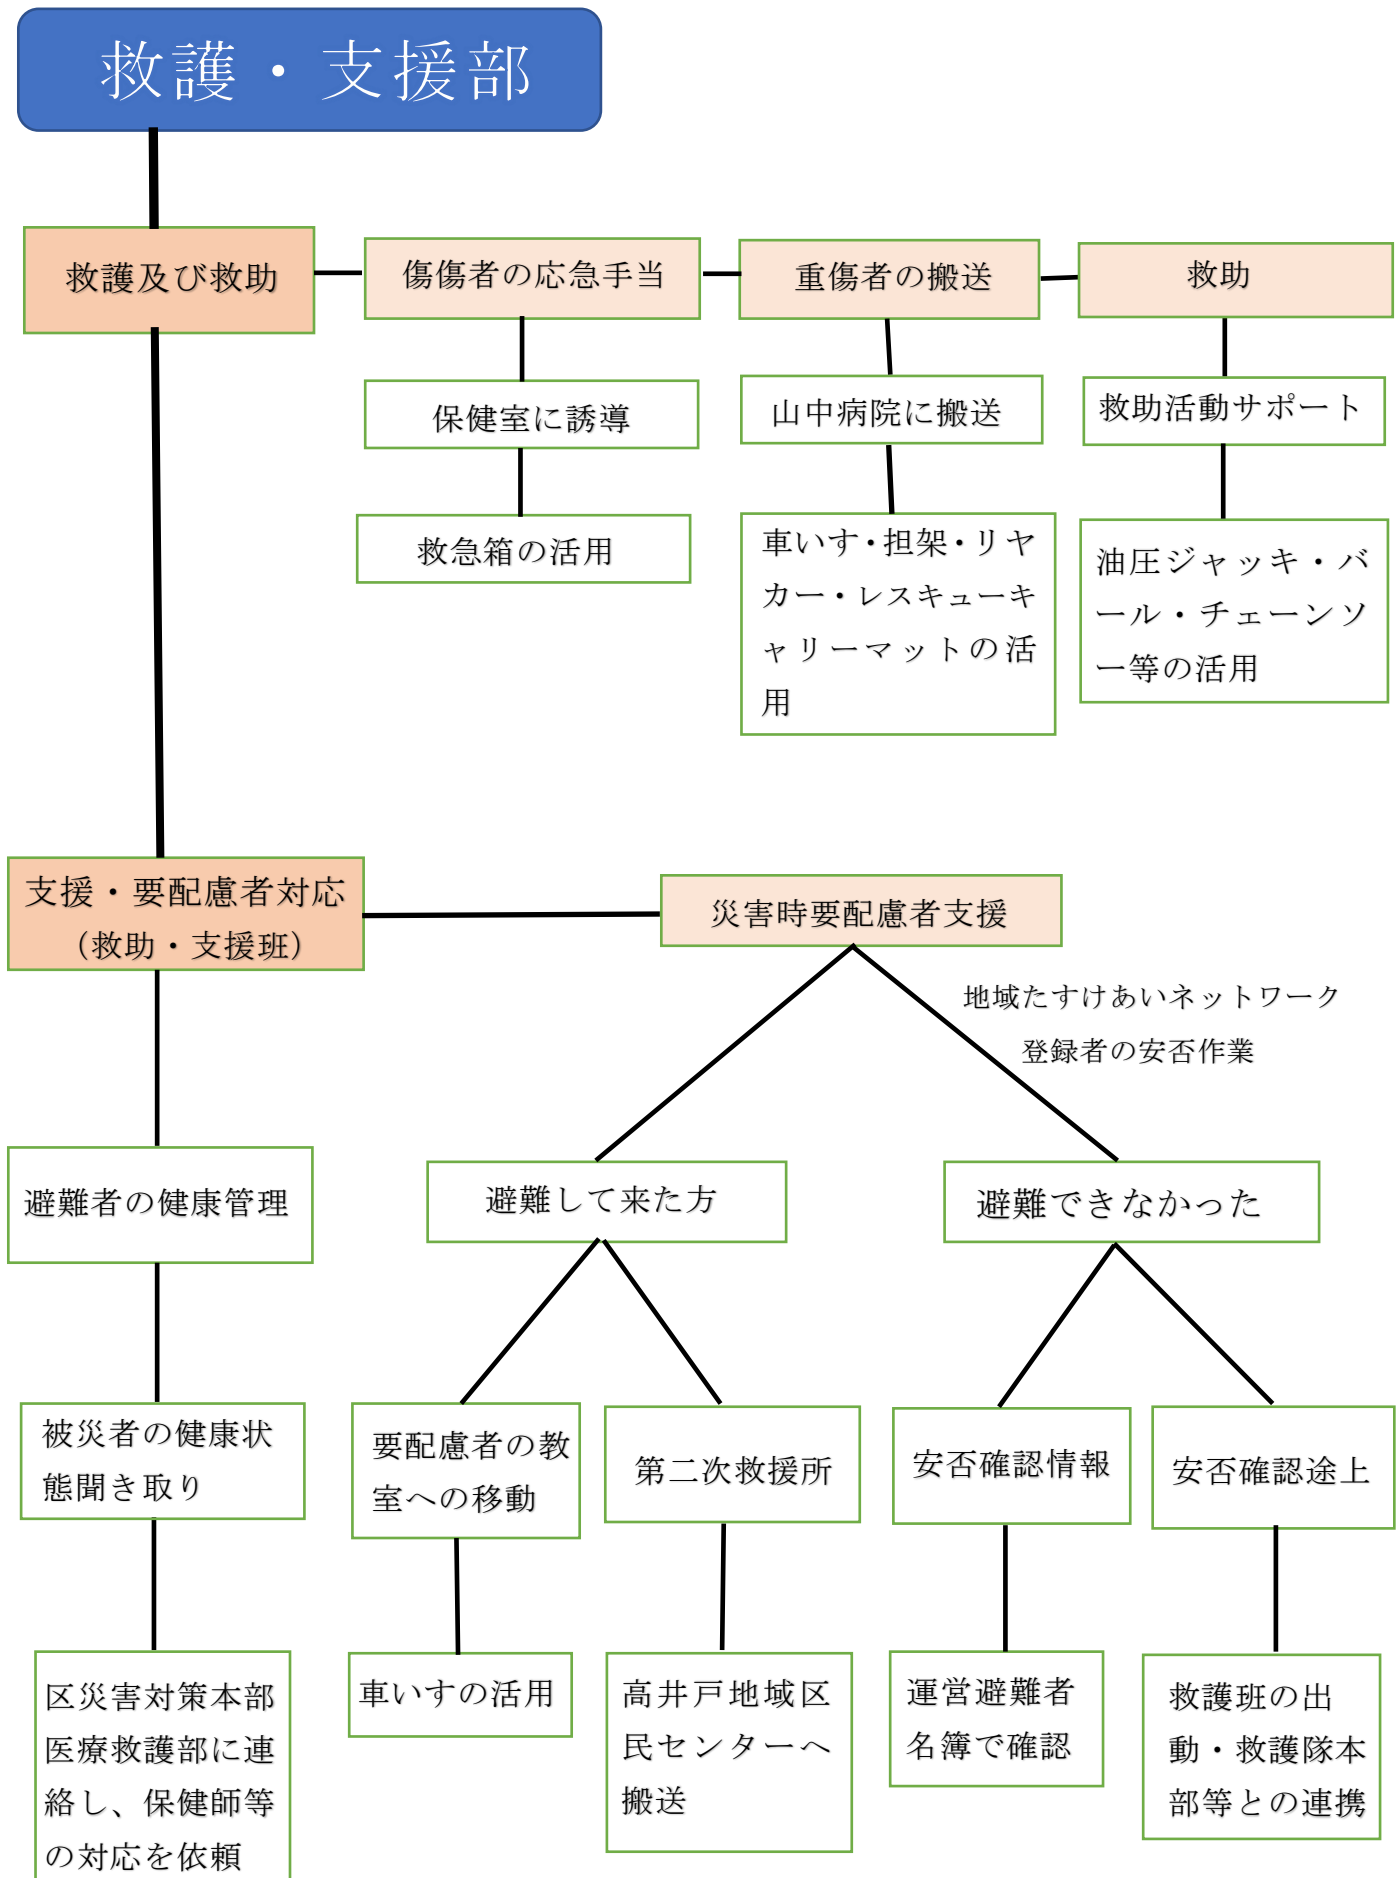 救護・支援部
救護及び救助
傷傷者の応急手当
重傷者の搬送
救助
保健室に誘導
山中病院に搬送
救助活動サポート
救急箱の活用
車いす・担架・リヤ
カー・レスキューキ
ャリーマットの活
用
油圧ジャッキ・バ
ール・チェーンソ
ー等の活用
支援・要配慮者対応
（救助・支援班）
災害時要配慮者支援
地域たすけあいネットワーク
登録者の安否作業
避難者の健康管理
避難して来た方
避難できなかった
被災者の健康状
態聞き取り
要配慮者の教
室への移動
第二次救援所
安否確認情報
安否確認途上
区災害対策本部
医療救護部に連
絡し、保健師等
の対応を依頼
車いすの活用
高井戸地域区
民センターへ
搬送
運営避難者
名簿で確認
救護班の出
動・救護隊本
部等との連携